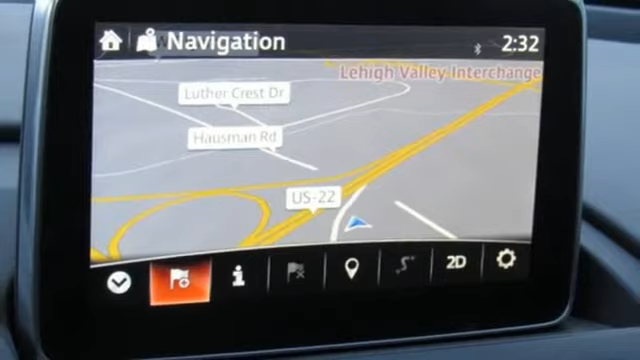 Navigation
2:32
Lehigh Valley Interchange
Luther Crest Dr
Hausman Rd
US-22
2D